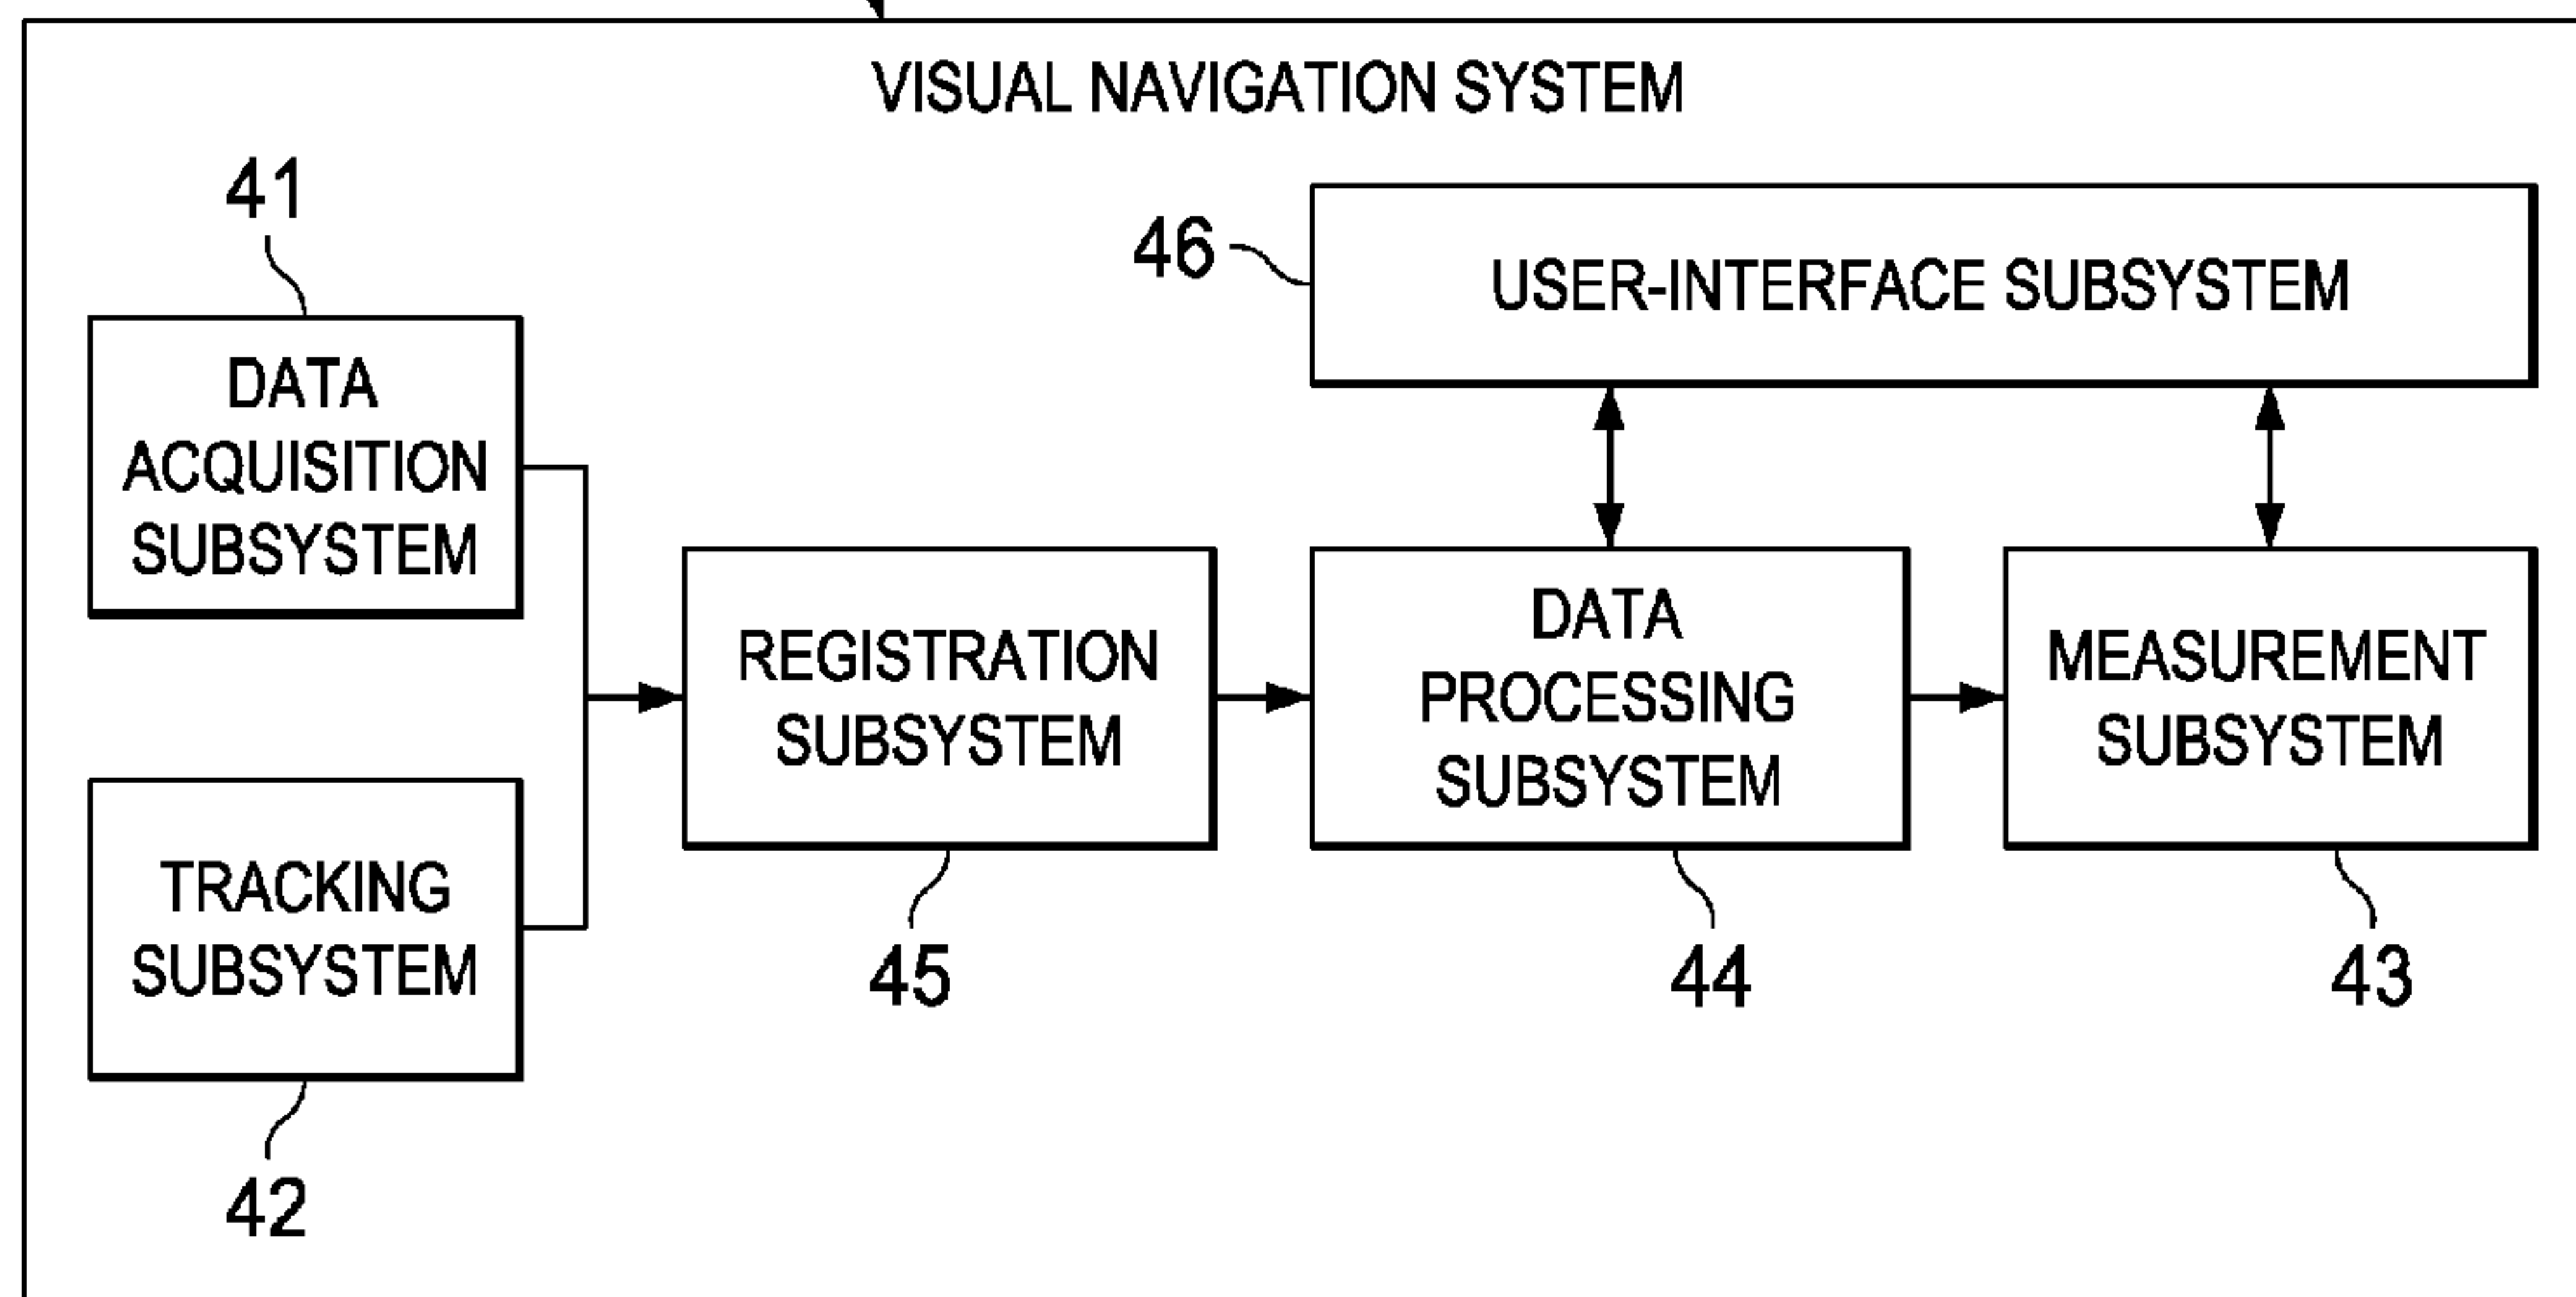 VISUAL NAVIGATION SYSTEM
41
DATA
ACQUISITION
SUBSYSTEM
46
USER-INTERFACE SUBSYSTEM
TRACKING
SUBSYSTEM
42
REGISTRATION
SUBSYSTEM
45
DATA
PROCESSING
SUBSYSTEM
44
MEASUREMENT
SUBSYSTEM
43